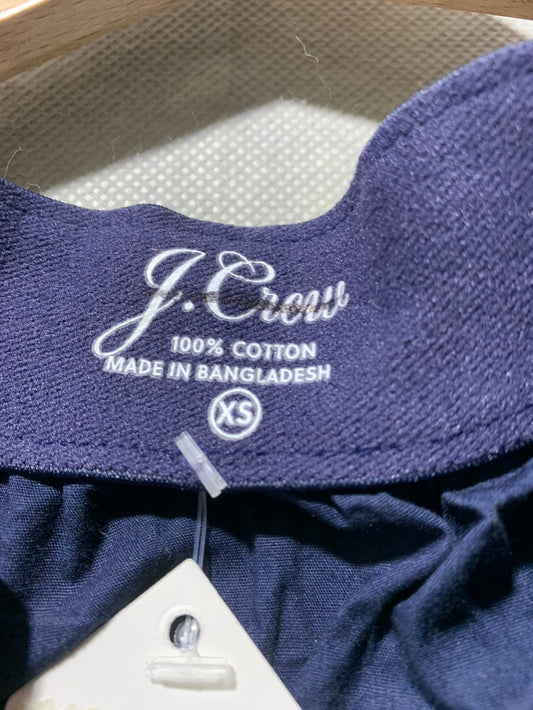 J.Crew
100% COTTON
MADE IN BANGLADESH
XS